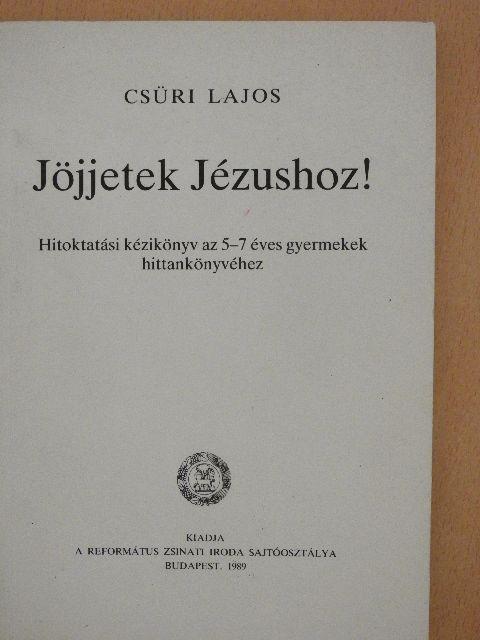 CSÜRI LAJOS
Jöjjetek Jézushoz!
Hitoktatási kézikönyv az 5–7 éves gyermekek
hittankönyvéhez
KIADJA
A REFORMÁTUS ZSINATI IRODA SAJTÓOSZTÁLYA
BUDAPEST. 1989